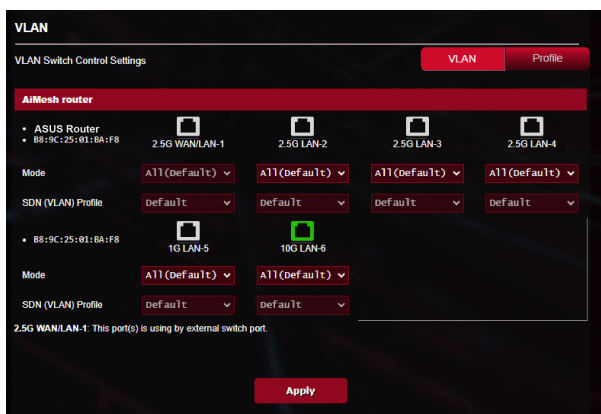 VLAN
VLAN Switch Control Settings
VLAN Profile
AiMesh router
• ASUS Router
• B8:9C:25:01:BA:F8
2.5G WAN/LAN-1 2.5G LAN-2 2.5G LAN-3 2.5G LAN-4
Mode All(Default) All(Default) All(Default) All(Default)
SDN (VLAN) Profile Default Default Default Default
• B8:9C:25:01:BA:F8
1G LAN-5 10G LAN-6
Mode All(Default) All(Default)
SDN (VLAN) Profile Default Default
2.5G WAN/LAN-1: This port(s) is using by external switch port.
Apply